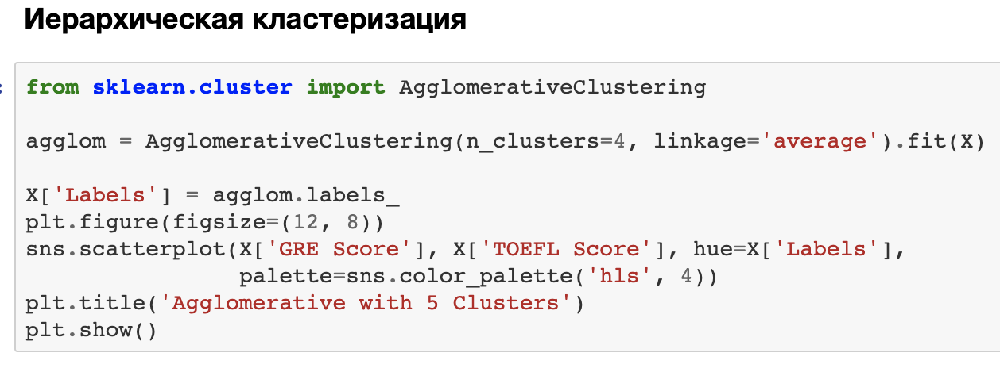 Иерархическая кластеризация
:
from sklearn.cluster import AgglomerativeClustering
agglom = AgglomerativeClustering(n_clusters=4, linkage='average').fit(X)
X['Labels'] = agglom.labels_
plt.figure(figsize=(12, 8))
sns.scatterplot(X['GRE Score'], X['TOEFL Score'], hue=X['Labels'],
palette=sns.color_palette('hls', 4))
plt.title('Agglomerative with 5 Clusters')
plt.show()